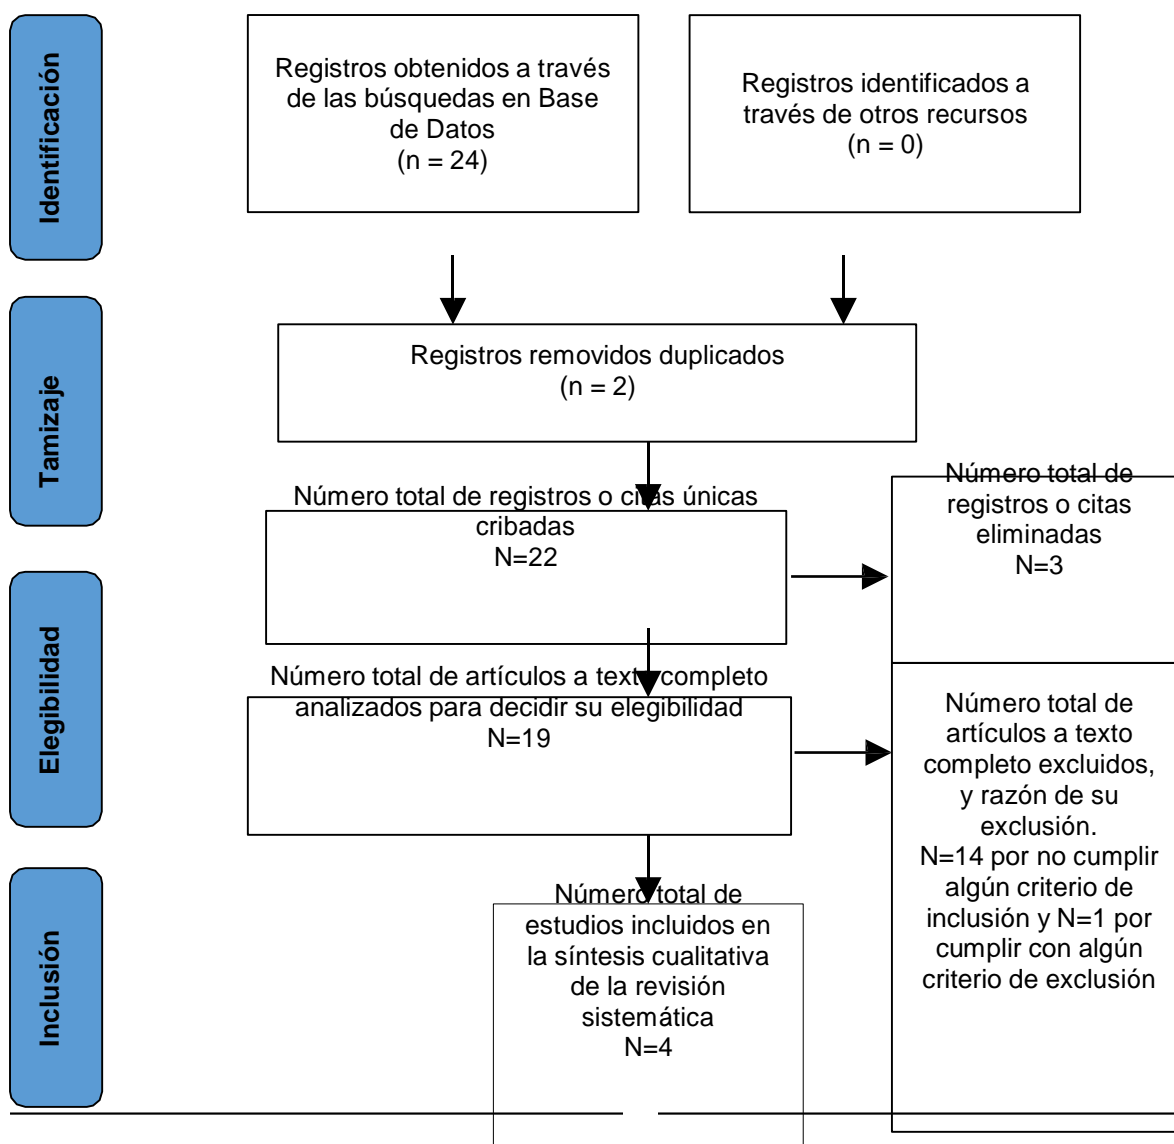 Identificación
Registros obtenidos a través
de las búsquedas en Base
de Datos
(n = 24)
Registros identificados a
través de otros recursos
(n = 0)
Tamizaje
Registros removidos duplicados
(n = 2)
Número total de registros o citas únicas
cribadas
N=22
Número total de
registros o citas
eliminadas
N=3
Elegibilidad
Número total de artículos a texto completo
analizados para decidir su elegibilidad
N=19
Número total de
artículos a texto
completo excluidos,
y razón de su
exclusión.
N=14 por no cumplir
algún criterio de
inclusión y N=1 por
cumplir con algún
criterio de exclusión
Inclusión
Número total de
estudios incluidos en
la síntesis cualitativa
de la revisión
sistemática
N=4